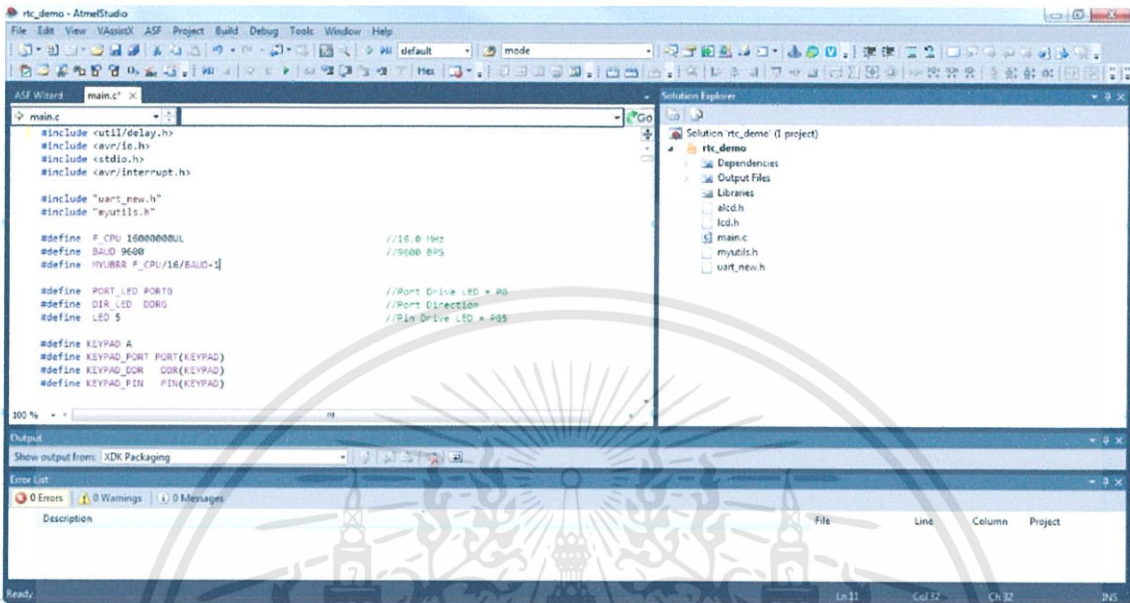 rtc_demo - AtmelStudio
File Edit View VAssistX ASF Project Build Debug Tools Window Help
default mode
Hex
ASF Wizard main.c* ×
main.c Go
#include <util/delay.h>
#include <avr/io.h>
#include <stdio.h>
#include <avr/interrupt.h>
#include "uart_new.h"
#include "myutils.h"
#define F_CPU 16000000UL //16.0 MHz
#define BAUD 9600 //9600 BPS
#define MYUBRR F_CPU/16/BAUD-1
#define PORT_LED PORTG //Port Drive LED = PG
#define DIR_LED DDRG //Port Direction
#define LED 5 //Pin Drive LED = PG5
#define KEYPAD A
#define KEYPAD_PORT PORT(KEYPAD)
#define KEYPAD_DDR DDR(KEYPAD)
#define KEYPAD_PIN PIN(KEYPAD)
100 %
Solution Explorer
Solution 'rtc_demo' (1 project)
rtc_demo
Dependencies
Output Files
Libraries
alcd.h
lcd.h
main.c
myutils.h
uart_new.h
Output
Show output from: XDK Packaging
Error List
0 Errors 0 Warnings 0 Messages
Description File Line Column Project
Ready Ln 11 Col 32 Ch 32 INS